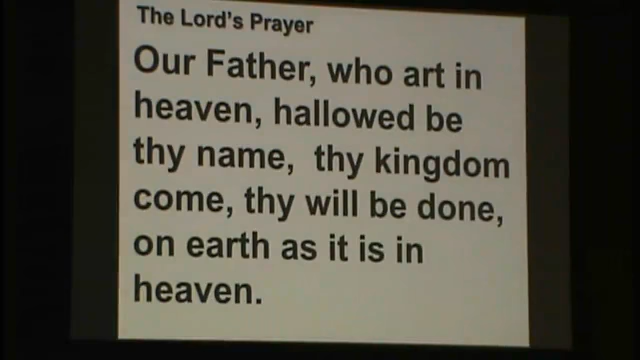 The Lord's Prayer
Our Father, who art in
heaven, hallowed be
thy name,  thy kingdom
come, thy will be done,
on earth as it is in
heaven.